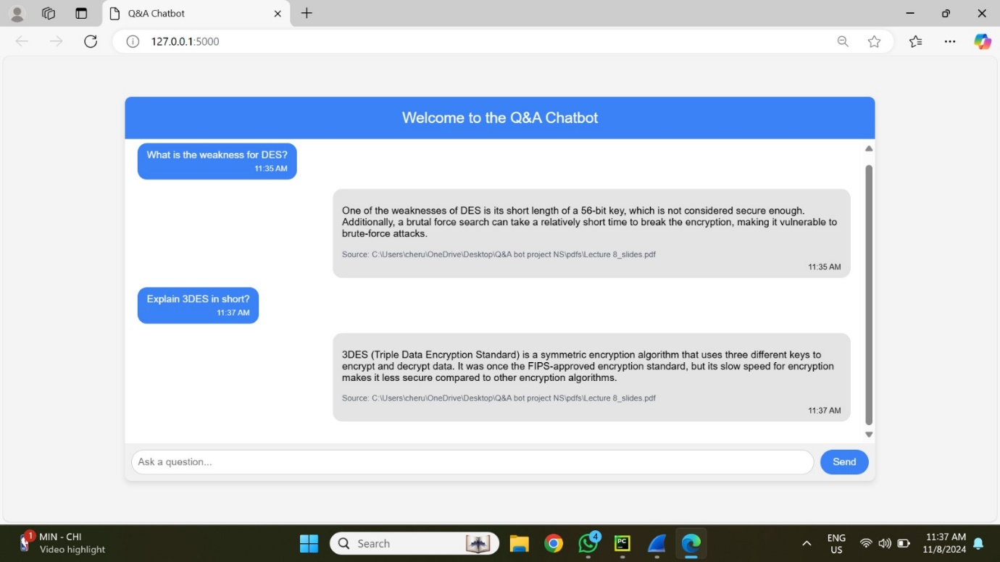 Q&A Chatbot
127.0.0.1:5000
Welcome to the Q&A Chatbot
What is the weakness for DES?
11:35 AM
One of the weaknesses of DES is its short length of a 56-bit key, which is not considered secure enough.
Additionally, a brutal force search can take a relatively short time to break the encryption, making it vulnerable to
brute-force attacks.
Source: C:\Users\cheru\OneDrive\Desktop\Q&A bot project NS\pdfs\Lecture 8_slides.pdf
11:35 AM
Explain 3DES in short?
11:37 AM
3DES (Triple Data Encryption Standard) is a symmetric encryption algorithm that uses three different keys to
encrypt and decrypt data. It was once the FIPS-approved encryption standard, but its slow speed for encryption
makes it less secure compared to other encryption algorithms.
Source: C:\Users\cheru\OneDrive\Desktop\Q&A bot project NS\pdfs\Lecture 8_slides.pdf
11:37 AM
Ask a question...
Send
1
MIN - CHI
Video highlight
Search
4
PC
ENG
US
11:37 AM
11/8/2024